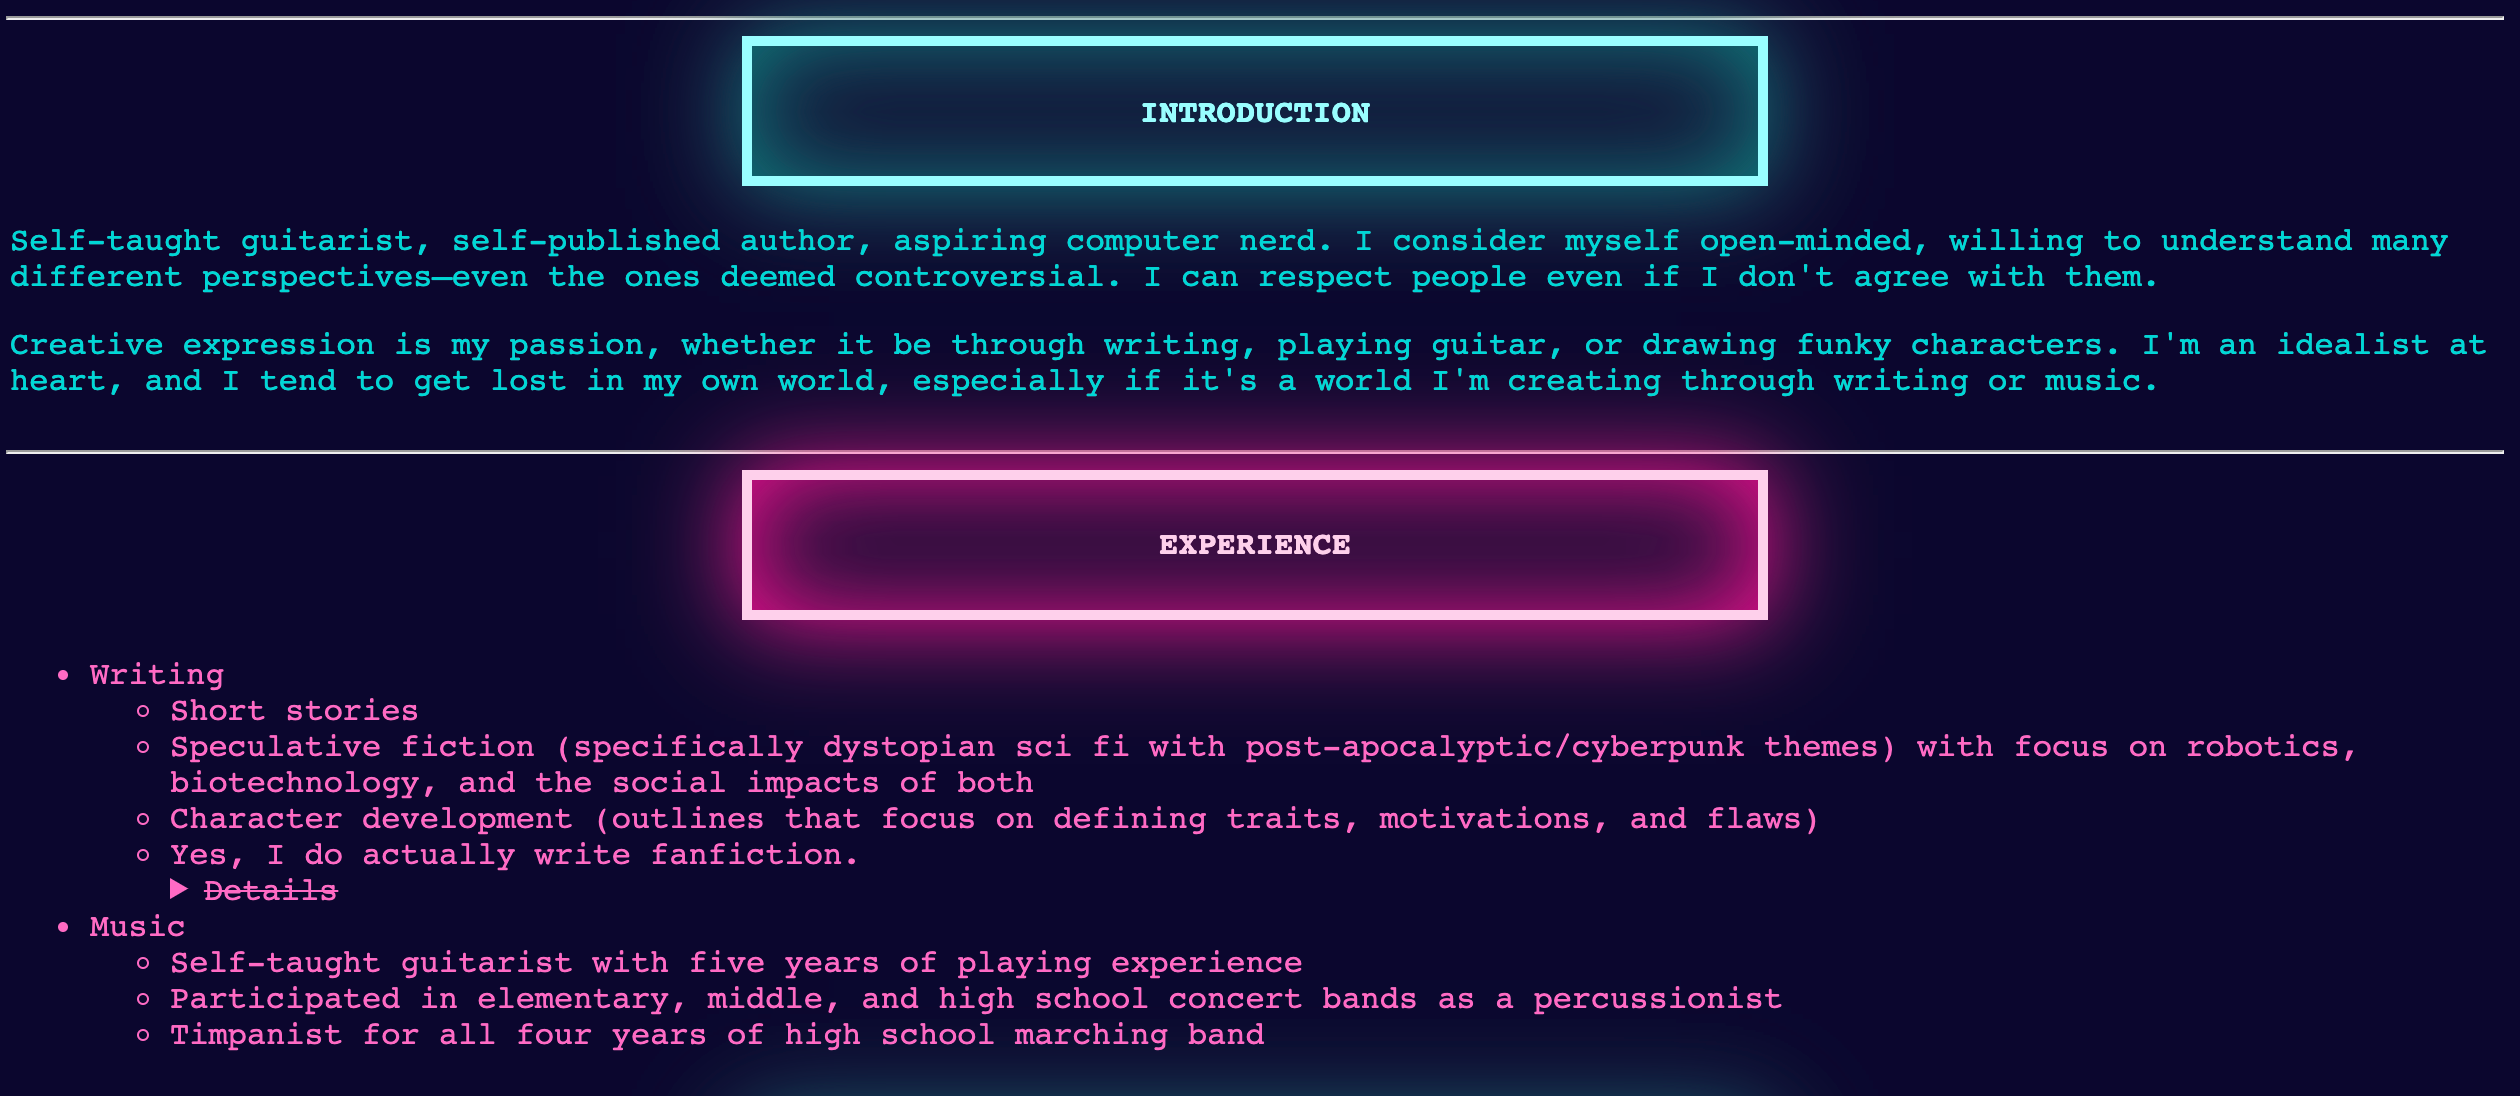 INTRODUCTION
Self-taught guitarist, self-published author, aspiring computer nerd. I consider myself open-minded, willing to understand many
different perspectives—even the ones deemed controversial. I can respect people even if I don't agree with them.
Creative expression is my passion, whether it be through writing, playing guitar, or drawing funky characters. I'm an idealist at
heart, and I tend to get lost in my own world, especially if it's a world I'm creating through writing or music.
EXPERIENCE
• Writing
○ Short stories
○ Speculative fiction (specifically dystopian sci fi with post-apocalyptic/cyberpunk themes) with focus on robotics,
biotechnology, and the social impacts of both
○ Character development (outlines that focus on defining traits, motivations, and flaws)
○ Yes, I do actually write fanfiction.
▶ Details
• Music
○ Self-taught guitarist with five years of playing experience
○ Participated in elementary, middle, and high school concert bands as a percussionist
○ Timpanist for all four years of high school marching band